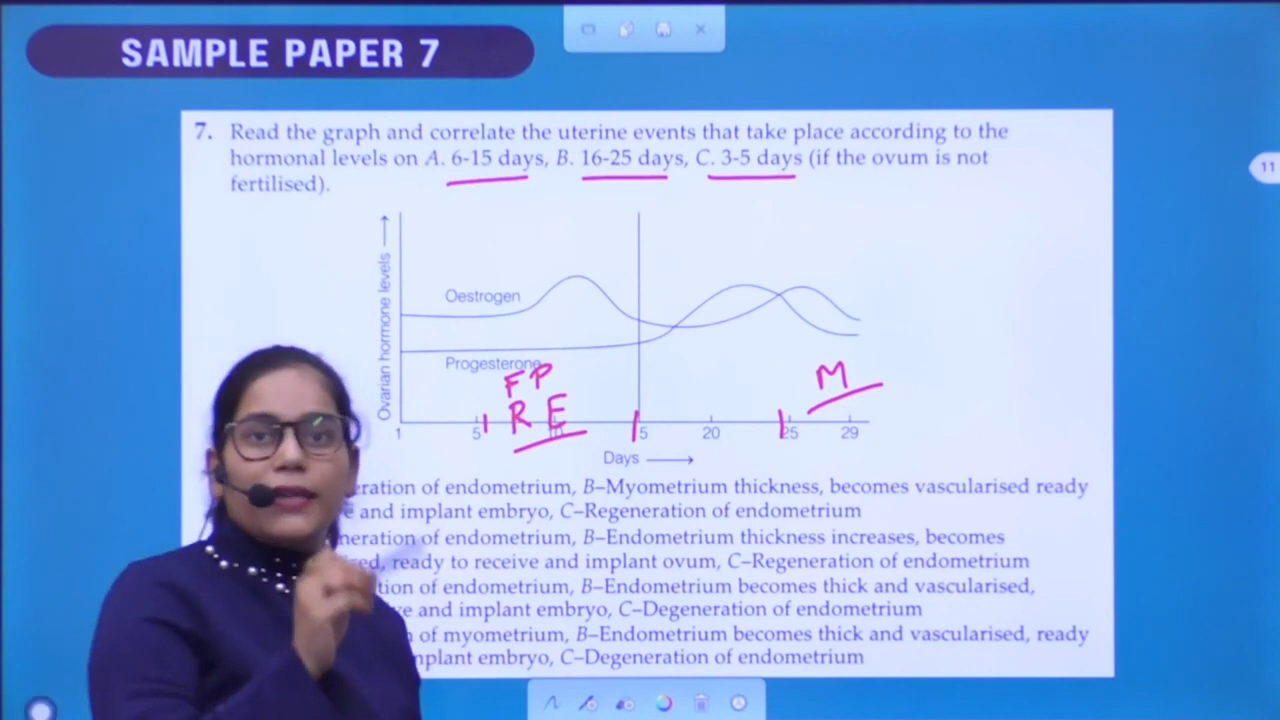 SAMPLE PAPER 7
11
7. Read the graph and correlate the uterine events that take place according to the
hormonal levels on A. 6-15 days, B. 16-25 days, C. 3-5 days (if the ovum is not
fertilised).
Ovarian hormone levels
Oestrogen
Progesterone
F P
R E
M
1 5 10 5 20 25 29
Days
eration of endometrium, B–Myometrium thickness, becomes vascularised ready
e and implant embryo, C–Regeneration of endometrium
neration of endometrium, B–Endometrium thickness increases, becomes
ed, ready to receive and implant ovum, C–Regeneration of endometrium
tion of endometrium, B–Endometrium becomes thick and vascularised,
ve and implant embryo, C–Degeneration of endometrium
of myometrium, B–Endometrium becomes thick and vascularised, ready
mplant embryo, C–Degeneration of endometrium